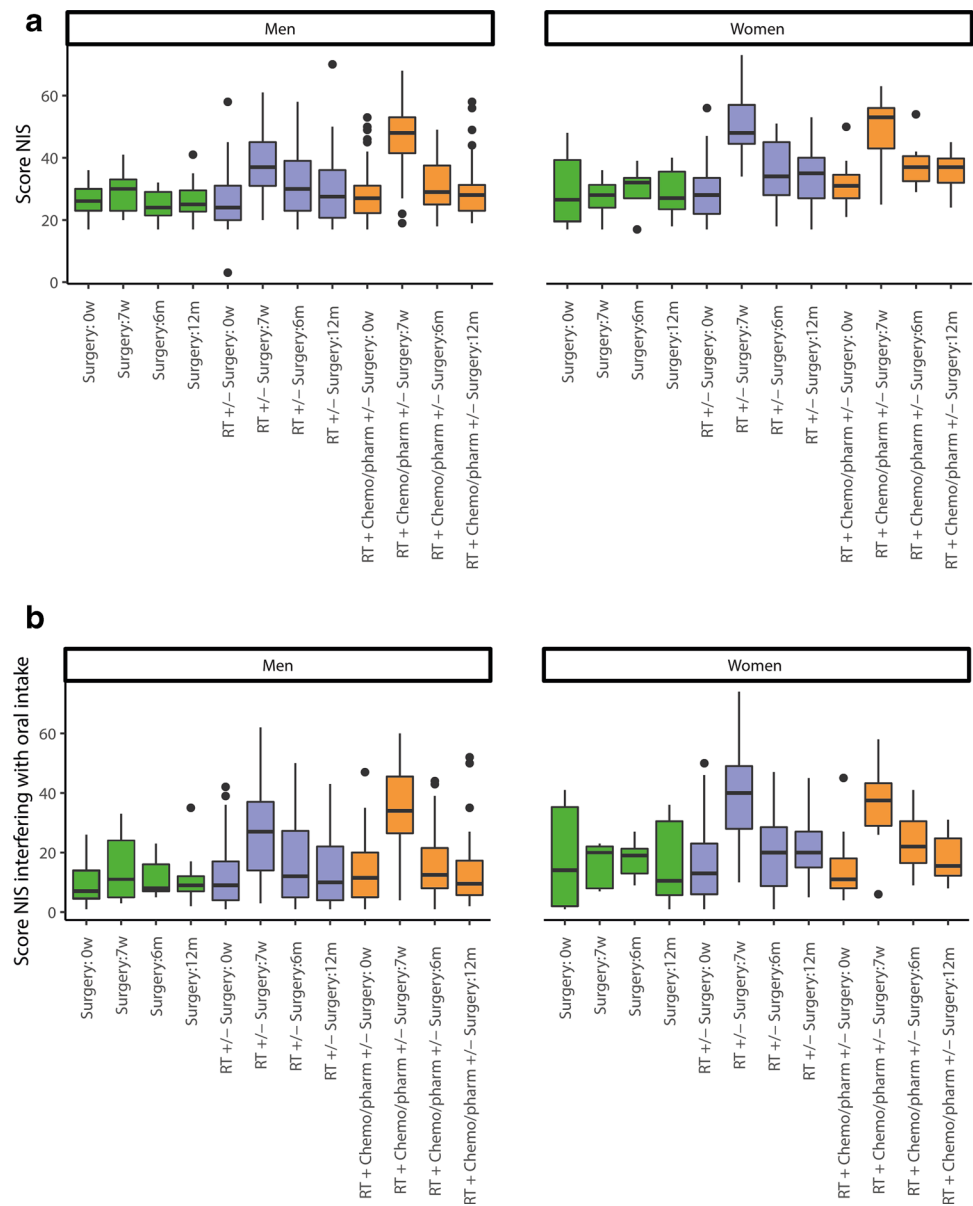 a
Men
Women
Score NIS
60
40
20
0
Surgery: 0w
Surgery:7w
Surgery:6m
Surgery:12m
RT +/− Surgery: 0w
RT +/− Surgery:7w
RT +/− Surgery:6m
RT +/− Surgery:12m
RT + Chemo/pharm +/− Surgery: 0w
RT + Chemo/pharm +/− Surgery:7w
RT + Chemo/pharm +/− Surgery:6m
RT + Chemo/pharm +/− Surgery:12m
Surgery: 0w
Surgery:7w
Surgery:6m
Surgery:12m
RT +/− Surgery: 0w
RT +/− Surgery:7w
RT +/− Surgery:6m
RT +/− Surgery:12m
RT + Chemo/pharm +/− Surgery: 0w
RT + Chemo/pharm +/− Surgery:7w
RT + Chemo/pharm +/− Surgery:6m
RT + Chemo/pharm +/− Surgery:12m
b
Men
Women
Score NIS interfering with oral intake
60
40
20
0
Surgery: 0w
Surgery:7w
Surgery:6m
Surgery:12m
RT +/− Surgery: 0w
RT +/− Surgery:7w
RT +/− Surgery:6m
RT +/− Surgery:12m
RT + Chemo/pharm +/− Surgery: 0w
RT + Chemo/pharm +/− Surgery:7w
RT + Chemo/pharm +/− Surgery:6m
RT + Chemo/pharm +/− Surgery:12m
Surgery: 0w
Surgery:7w
Surgery:6m
Surgery:12m
RT +/− Surgery: 0w
RT +/− Surgery:7w
RT +/− Surgery:6m
RT +/− Surgery:12m
RT + Chemo/pharm +/− Surgery: 0w
RT + Chemo/pharm +/− Surgery:7w
RT + Chemo/pharm +/− Surgery:6m
RT + Chemo/pharm +/− Surgery:12m